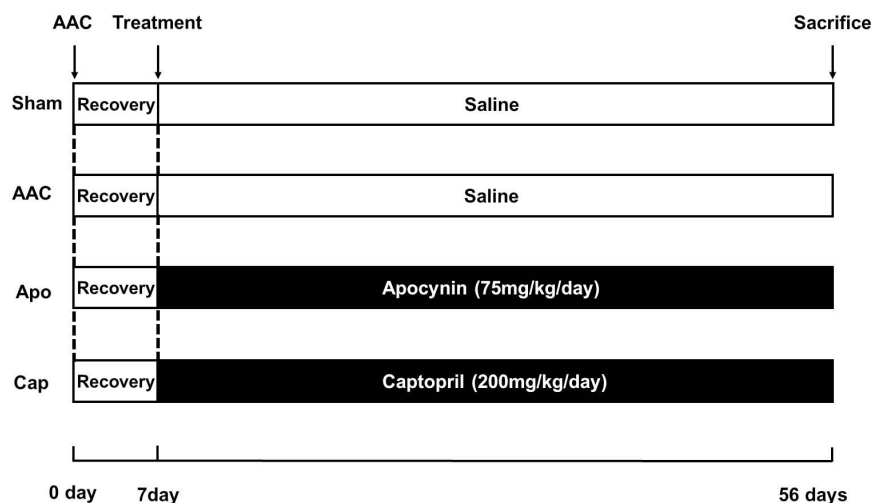 AAC Treatment Sacrifice
Sham Recovery Saline
AAC Recovery Saline
Apo Recovery Apocynin (75mg/kg/day)
Cap Recovery Captopril (200mg/kg/day)
0 day 7day 56 days